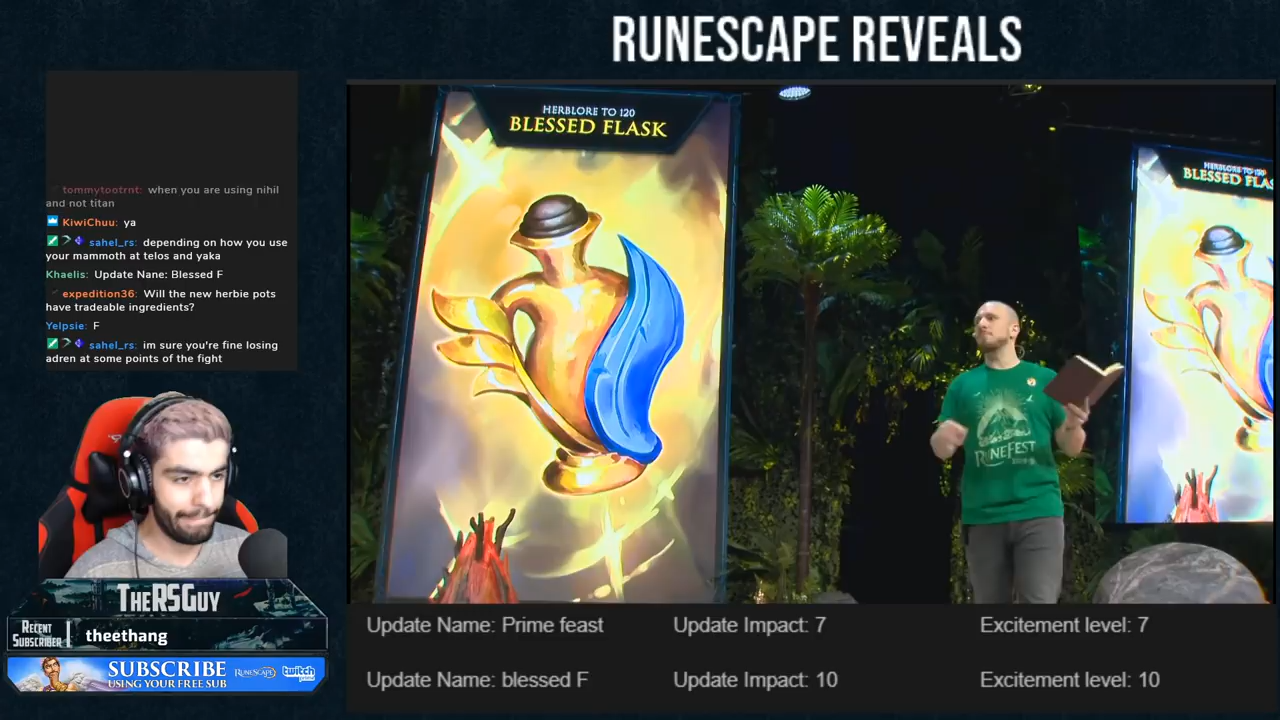 RUNESCAPE REVEALS
tommytootrnt: when you are using nihil
and not titan
KiwiChuu: ya
sahel_rs: depending on how you use
your mammoth at telos and yaka
Khaelis: Update Nane: Blessed F
expedition36: Will the new herbie pots
have tradeable ingredients?
Yelpsie: F
sahel_rs: im sure you're fine losing
adren at some points of the fight
HERBLORE TO 120
BLESSED FLASK
HERBLORE TO 120
BLESSED FLAS
RUNEFEST
THERSGUY
RECENT
SUBSCRIBER
theethang
SUBSCRIBE
USING YOUR FREE SUB
RUNESCAPE
twitch
prime
Update Name: Prime feast Update Impact: 7 Excitement level: 7
Update Name: blessed F Update Impact: 10 Excitement level: 10